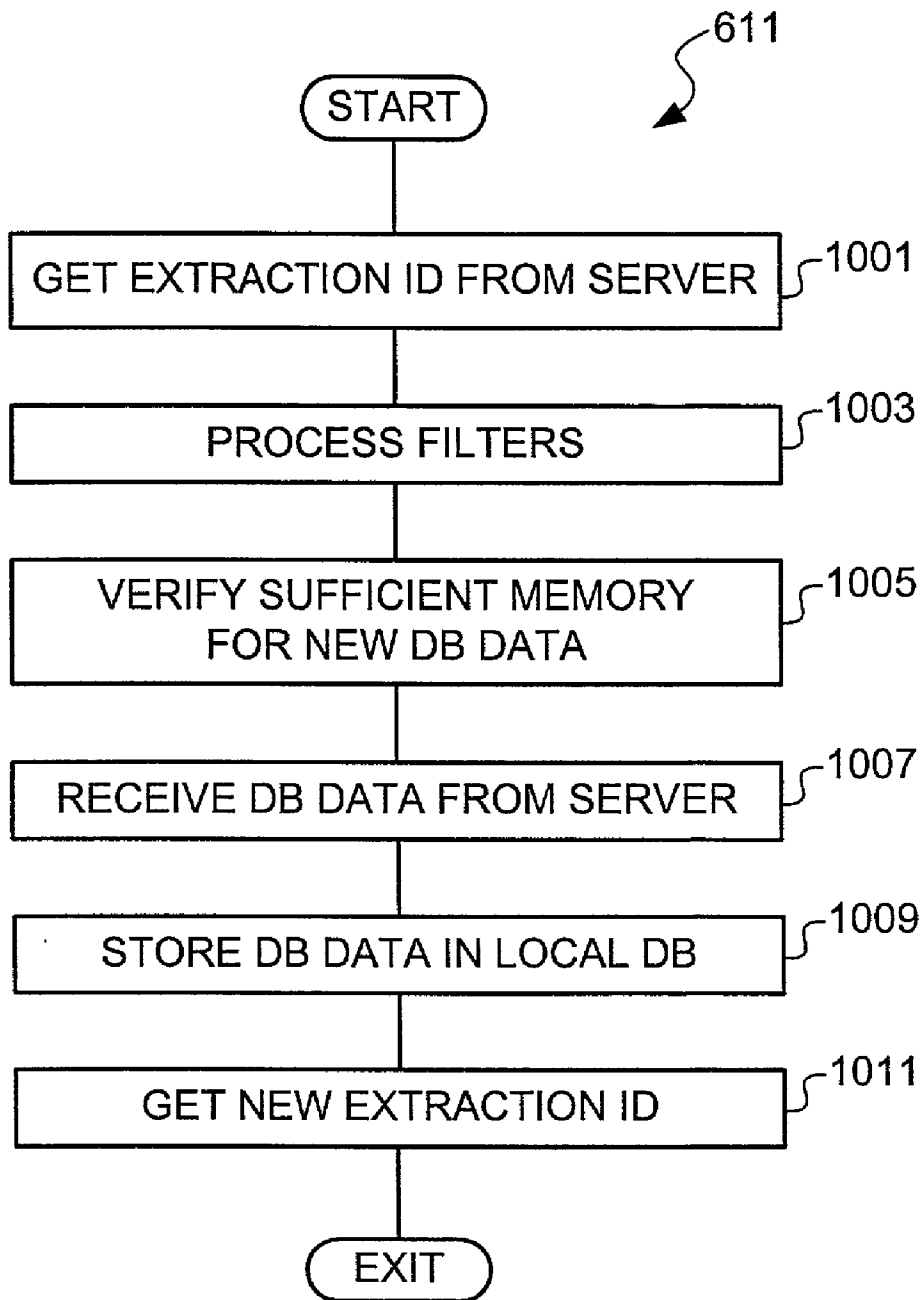 611
START
GET EXTRACTION ID FROM SERVER
1001
PROCESS FILTERS
1003
VERIFY SUFFICIENT MEMORY
FOR NEW DB DATA
1005
RECEIVE DB DATA FROM SERVER
1007
STORE DB DATA IN LOCAL DB
1009
GET NEW EXTRACTION ID
1011
EXIT